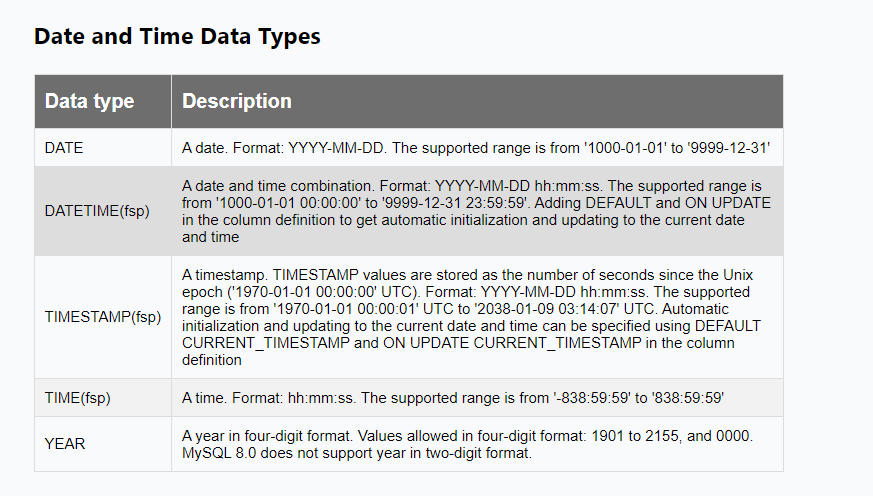 Date and Time Data Types
Data type Description
DATE A date. Format: YYYY-MM-DD. The supported range is from '1000-01-01' to '9999-12-31'
DATETIME(fsp) A date and time combination. Format: YYYY-MM-DD hh:mm:ss. The supported range is
from '1000-01-01 00:00:00' to '9999-12-31 23:59:59'. Adding DEFAULT and ON UPDATE
in the column definition to get automatic initialization and updating to the current date
and time
TIMESTAMP(fsp) A timestamp. TIMESTAMP values are stored as the number of seconds since the Unix
epoch ('1970-01-01 00:00:00' UTC). Format: YYYY-MM-DD hh:mm:ss. The supported
range is from '1970-01-01 00:00:01' UTC to '2038-01-09 03:14:07' UTC. Automatic
initialization and updating to the current date and time can be specified using DEFAULT
CURRENT_TIMESTAMP and ON UPDATE CURRENT_TIMESTAMP in the column
definition
TIME(fsp) A time. Format: hh:mm:ss. The supported range is from '-838:59:59' to '838:59:59'
YEAR A year in four-digit format. Values allowed in four-digit format: 1901 to 2155, and 0000.
MySQL 8.0 does not support year in two-digit format.